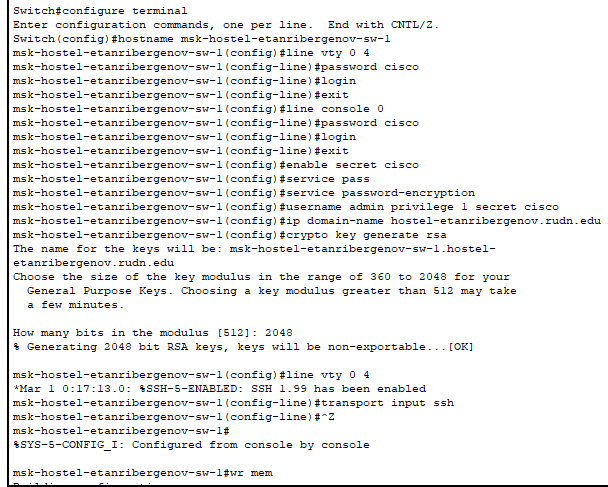 Switch#configure terminal
Enter configuration commands, one per line.  End with CNTL/Z.
Switch(config)#hostname msk-hostel-etanribergenov-sw-1
msk-hostel-etanribergenov-sw-1(config)#line vty 0 4
msk-hostel-etanribergenov-sw-1(config-line)#password cisco
msk-hostel-etanribergenov-sw-1(config-line)#login
msk-hostel-etanribergenov-sw-1(config-line)#exit
msk-hostel-etanribergenov-sw-1(config)#line console 0
msk-hostel-etanribergenov-sw-1(config-line)#password cisco
msk-hostel-etanribergenov-sw-1(config-line)#login
msk-hostel-etanribergenov-sw-1(config-line)#exit
msk-hostel-etanribergenov-sw-1(config)#enable secret cisco
msk-hostel-etanribergenov-sw-1(config)#service pass
msk-hostel-etanribergenov-sw-1(config)#service password-encryption
msk-hostel-etanribergenov-sw-1(config)#username admin privilege 1 secret cisco
msk-hostel-etanribergenov-sw-1(config)#ip domain-name hostel-etanribergenov.rudn.edu
msk-hostel-etanribergenov-sw-1(config)#crypto key generate rsa
The name for the keys will be: msk-hostel-etanribergenov-sw-1.hostel-
etanribergenov.rudn.edu
Choose the size of the key modulus in the range of 360 to 2048 for your
  General Purpose Keys. Choosing a key modulus greater than 512 may take
  a few minutes.

How many bits in the modulus [512]: 2048
% Generating 2048 bit RSA keys, keys will be non-exportable...[OK]

msk-hostel-etanribergenov-sw-1(config)#line vty 0 4
*Mar 1 0:17:13.0: %SSH-5-ENABLED: SSH 1.99 has been enabled
msk-hostel-etanribergenov-sw-1(config-line)#transport input ssh
msk-hostel-etanribergenov-sw-1(config-line)#^Z
msk-hostel-etanribergenov-sw-1#
%SYS-5-CONFIG_I: Configured from console by console

msk-hostel-etanribergenov-sw-1#wr mem